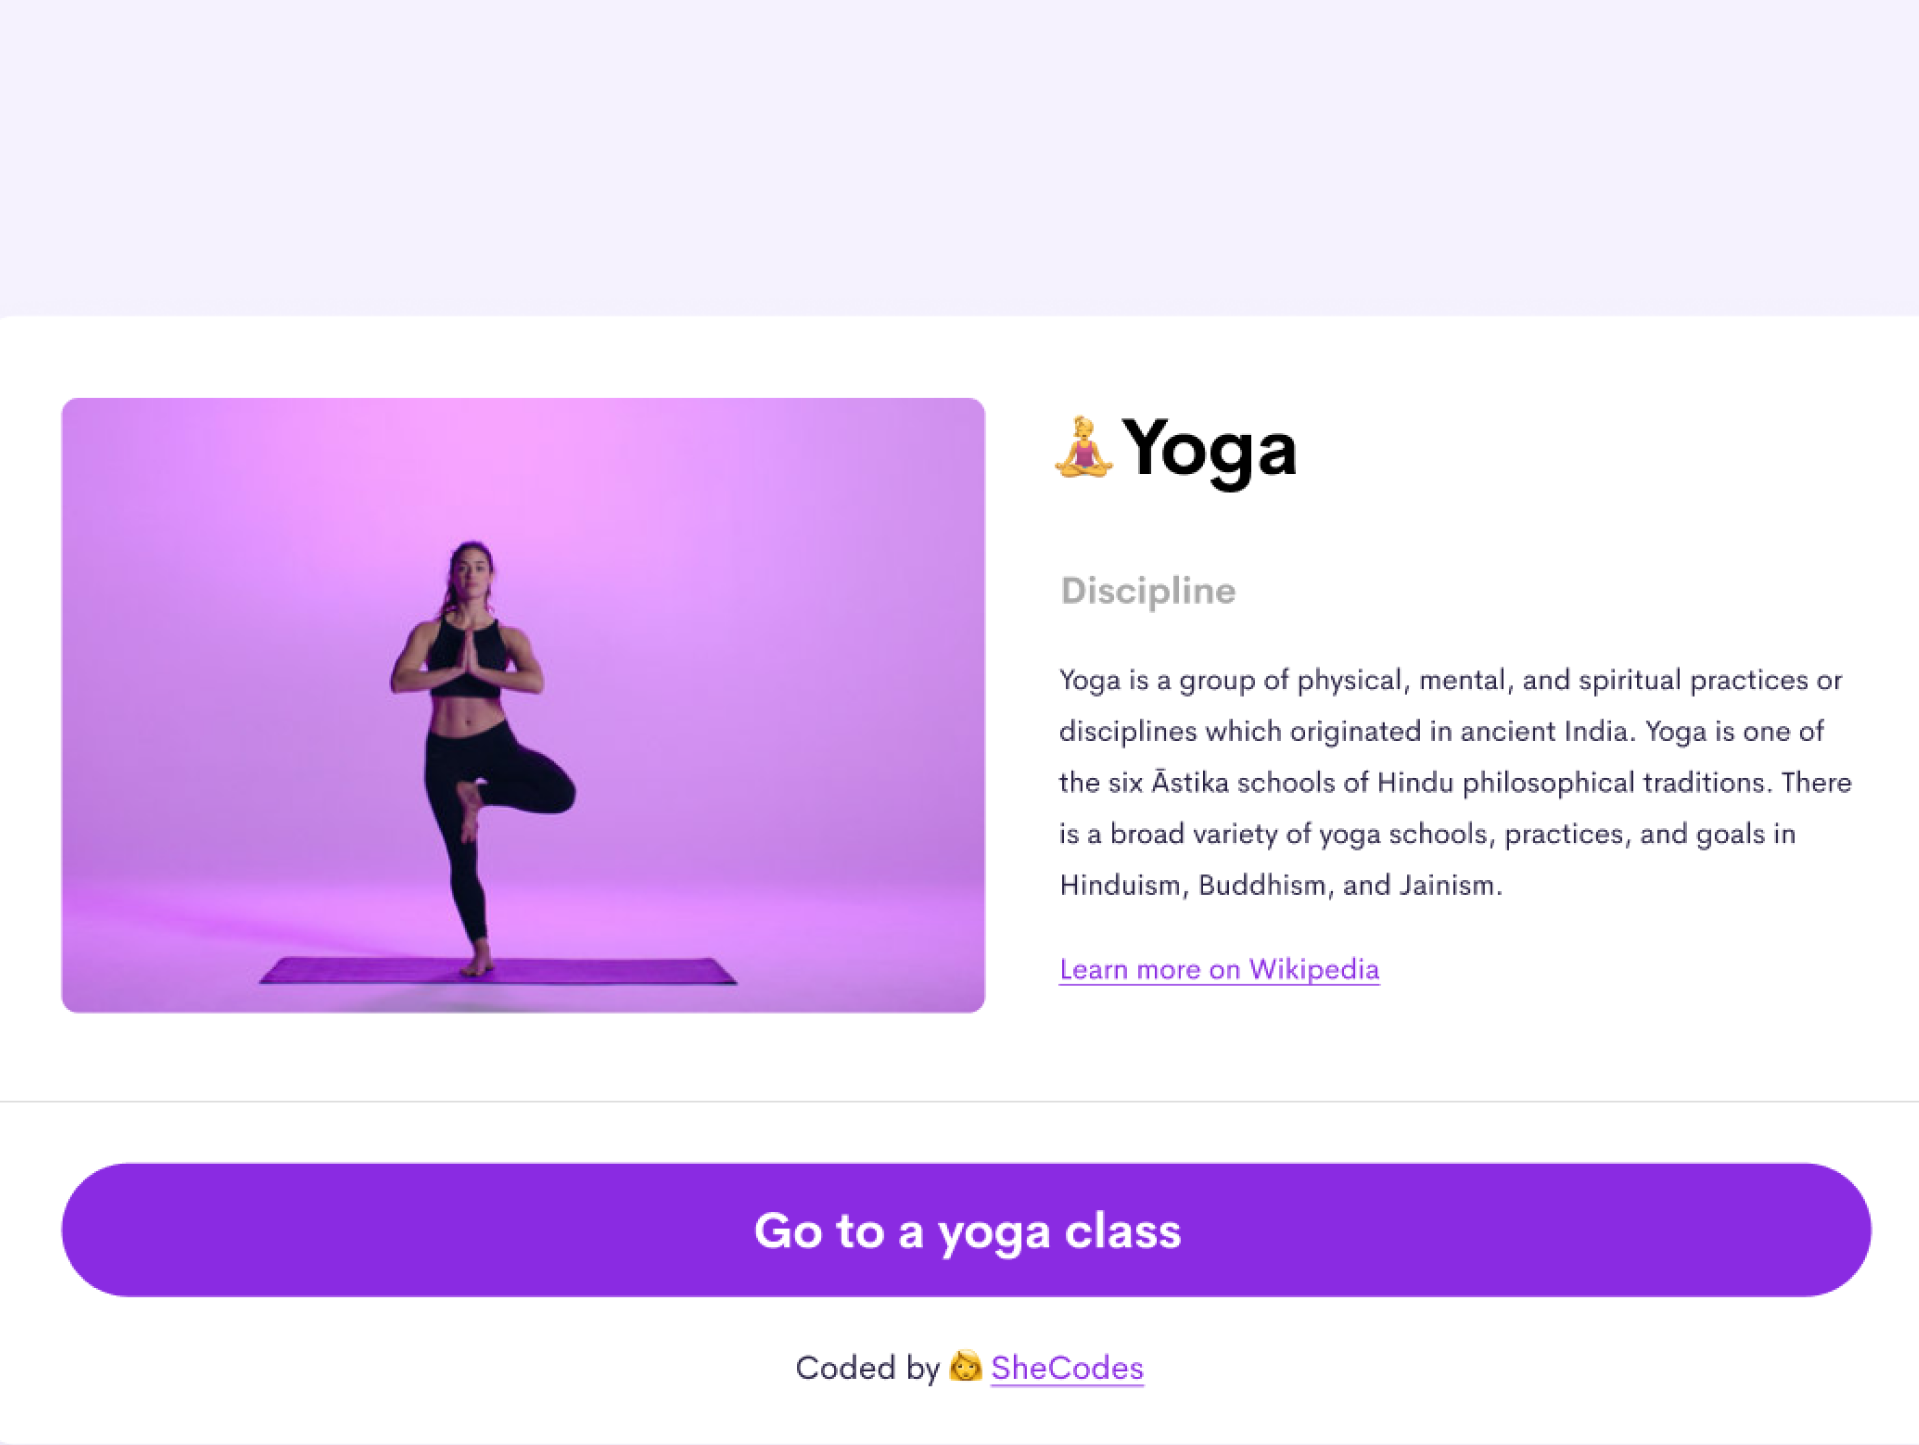 🧘‍♀️ Yoga
Discipline
Yoga is a group of physical, mental, and spiritual practices or
disciplines which originated in ancient India. Yoga is one of
the six Āstika schools of Hindu philosophical traditions. There
is a broad variety of yoga schools, practices, and goals in
Hinduism, Buddhism, and Jainism.
Learn more on Wikipedia
Go to a yoga class
Coded by 👩 SheCodes